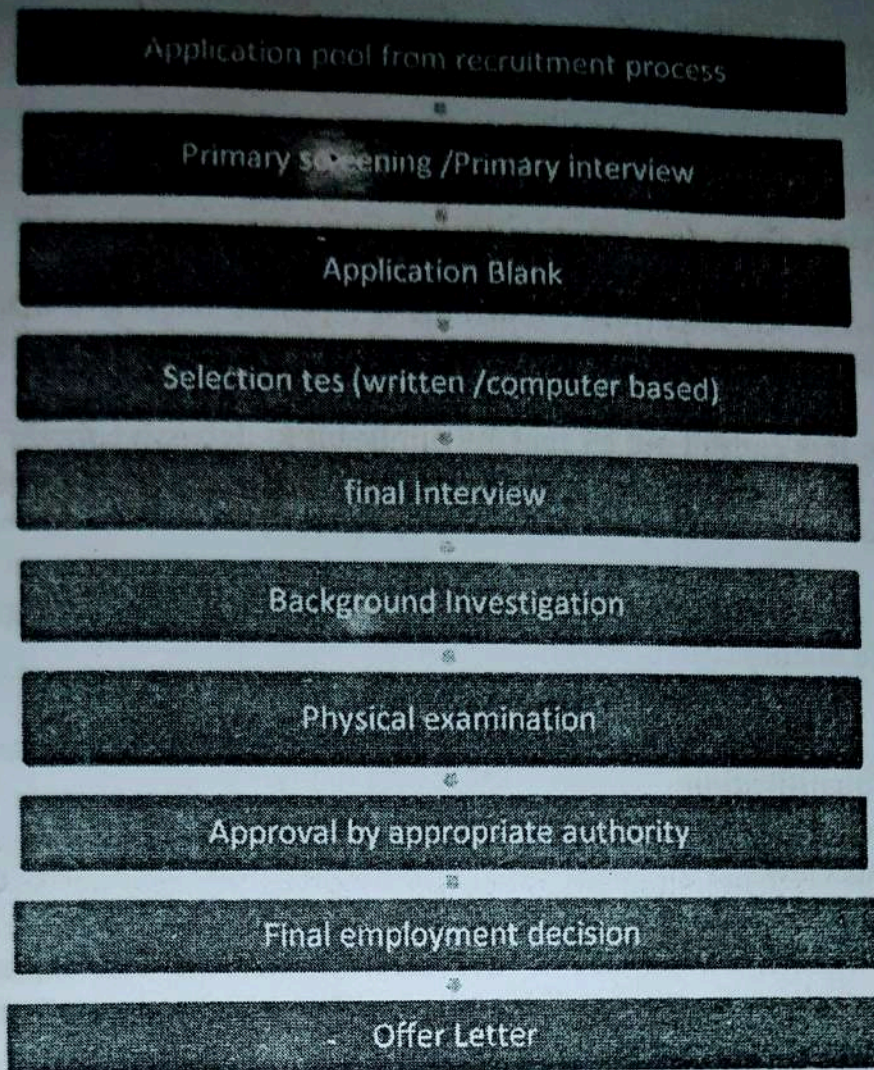 Application pool from recruitment process
Primary screening /Primary interview
Application Blank
Selection tes (written /computer based)
final Interview
Background Investigation
Physical examination
Approval by appropriate authority
Final employment decision
Offer Letter